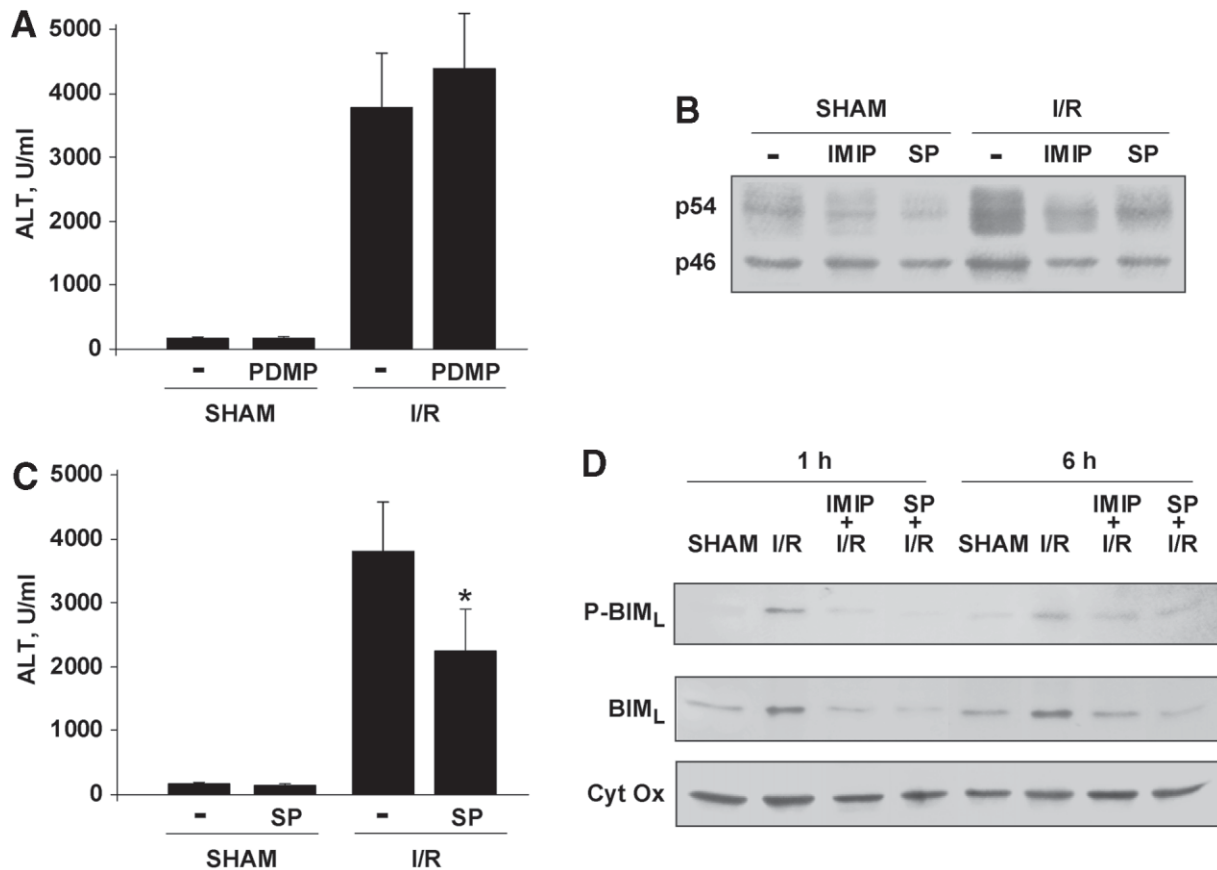 A
ALT, U/ml
5000
4000
3000
2000
1000
0
- PDMP - PDMP
SHAM I/R
B
SHAM I/R
- IMIP SP - IMIP SP
p54
p46
C
ALT, U/ml
5000
4000
3000
2000
1000
0
*
- SP - SP
SHAM I/R
D
1 h 6 h
IMIP SP IMIP SP
+ + + +
SHAM I/R I/R I/R SHAM I/R I/R I/R
P-BIML
BIML
Cyt Ox